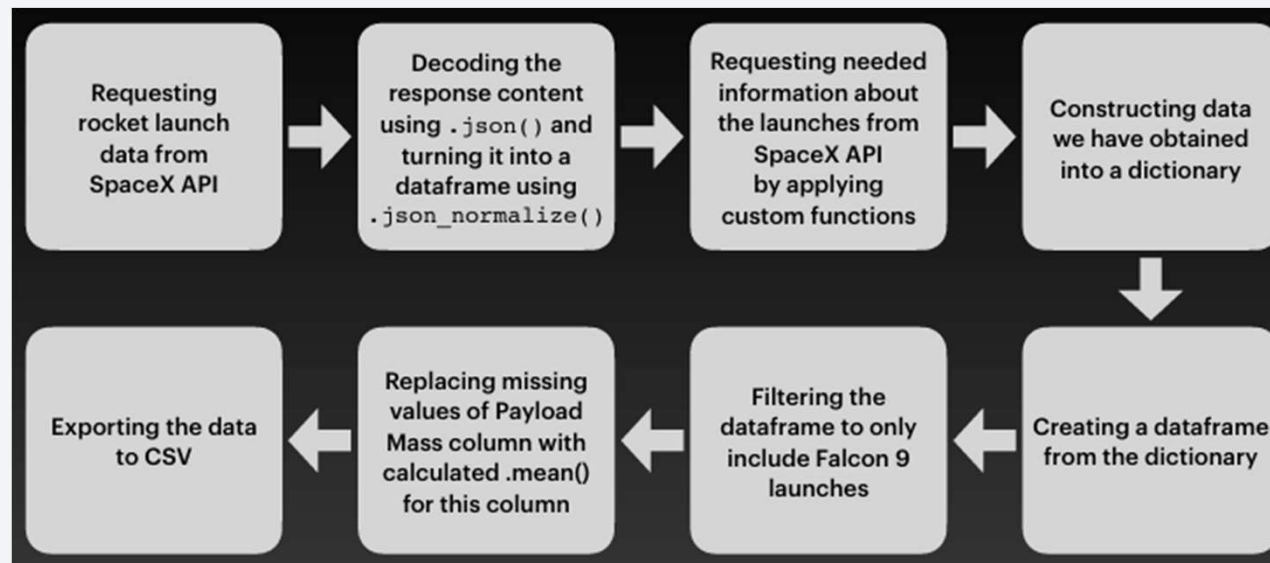 Requesting
rocket launch
data from
SpaceX API
Decoding the
response content
using .json() and
turning it into a
dataframe using
.json_normalize()
Requesting needed
information about
the launches from
SpaceX API
by applying
custom functions
Constructing data
we have obtained
into a dictionary
Creating a dataframe
from the dictionary
Filtering the
dataframe to only
include Falcon 9
launches
Replacing missing
values of Payload
Mass column with
calculated .mean()
for this column
Exporting the data
to CSV